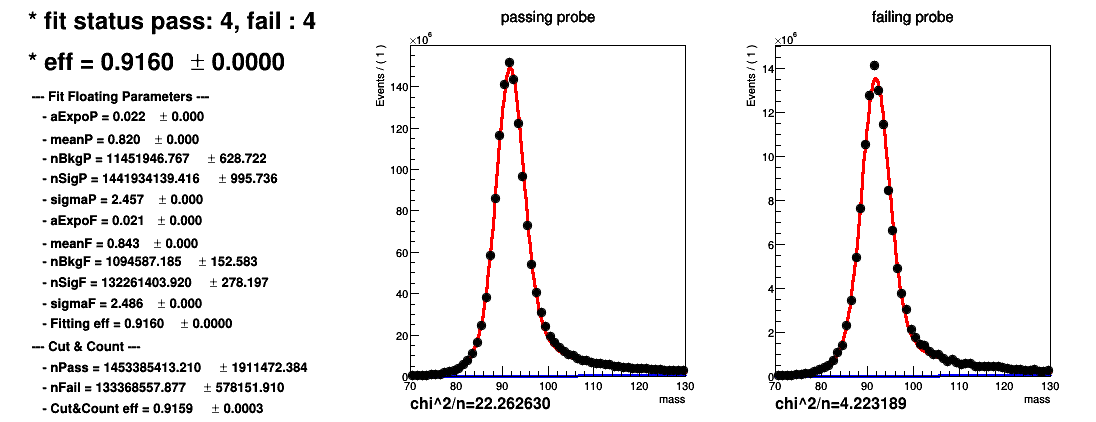 * fit status pass: 4, fail : 4
* eff = 0.9160 ± 0.0000
--- Fit Floating Parameters ---
- aExpoP = 0.022 ± 0.000
- meanP = 0.820 ± 0.000
- nBkgP = 11451946.767 ± 628.722
- nSigP = 1441934139.416 ± 995.736
- sigmaP = 2.457 ± 0.000
- aExpoF = 0.021 ± 0.000
- meanF = 0.843 ± 0.000
- nBkgF = 1094587.185 ± 152.583
- nSigF = 132261403.920 ± 278.197
- sigmaF = 2.486 ± 0.000
- Fitting eff = 0.9160 ± 0.0000
--- Cut & Count ---
- nPass = 1453385413.210 ± 1911472.384
- nFail = 133368557.877 ± 578151.910
- Cut&Count eff = 0.9159 ± 0.0003
passing probe
×10^6
Events / ( 1 )
140
120
100
80
60
40
20
0
70 80 90 100 110 120 130
mass
chi^2/n=22.262630
failing probe
×10^6
Events / ( 1 )
14
12
10
8
6
4
2
0
70 80 90 100 110 120 130
mass
chi^2/n=4.223189